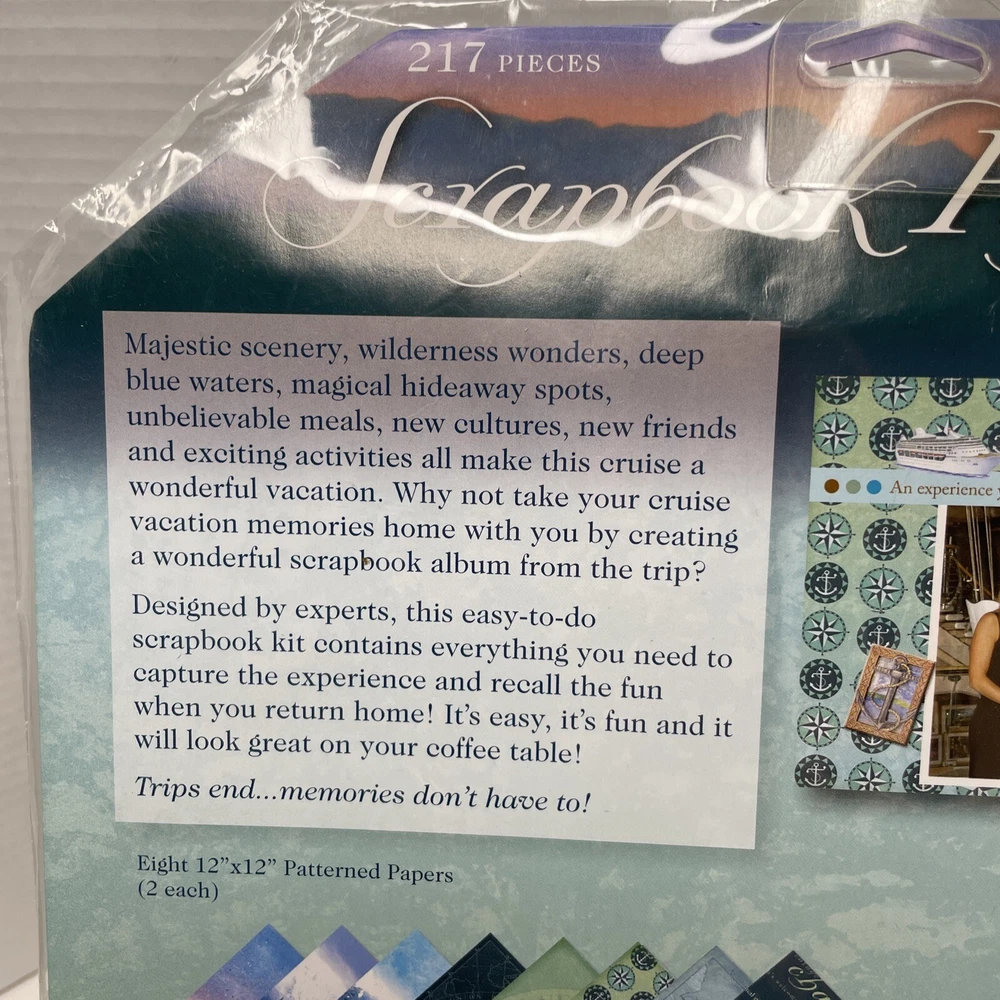 217 PIECES
Scrapbook
Majestic scenery, wilderness wonders, deep
blue waters, magical hideaway spots,
unbelievable meals, new cultures, new friends
and exciting activities all make this cruise a
wonderful vacation. Why not take your cruise
vacation memories home with you by creating
a wonderful scrapbook album from the trip?
Designed by experts, this easy-to-do
scrapbook kit contains everything you need to
capture the experience and recall the fun
when you return home! It's easy, it's fun and it
will look great on your coffee table!
Trips end...memories don't have to!
An experience
Eight 12"x12" Patterned Papers
(2 each)